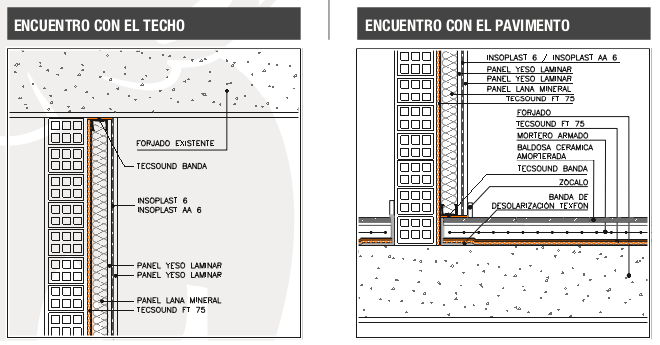 ENCUENTRO CON EL TECHO
FORJADO EXISTENTE
TECSOUND BANDA
INSOPLAST 6
INSOPLAST AA 6
PANEL YESO LAMINAR
PANEL YESO LAMINAR
PANEL LANA MINERAL
TECSOUND FT 75
ENCUENTRO CON EL PAVIMENTO
INSOPLAST 6 / INSOPLAST AA 6
PANEL YESO LAMINAR
PANEL YESO LAMINAR
PANEL LANA MINERAL
TECSOUND FT 75
FORJADO
TECSOUND FT 75
MORTERO ARMADO
BALDOSA CERAMICA
AMORTERADA
TECSOUND BANDA
ZOCALO
BANDA DE
DESOLARIZACION TEXFON